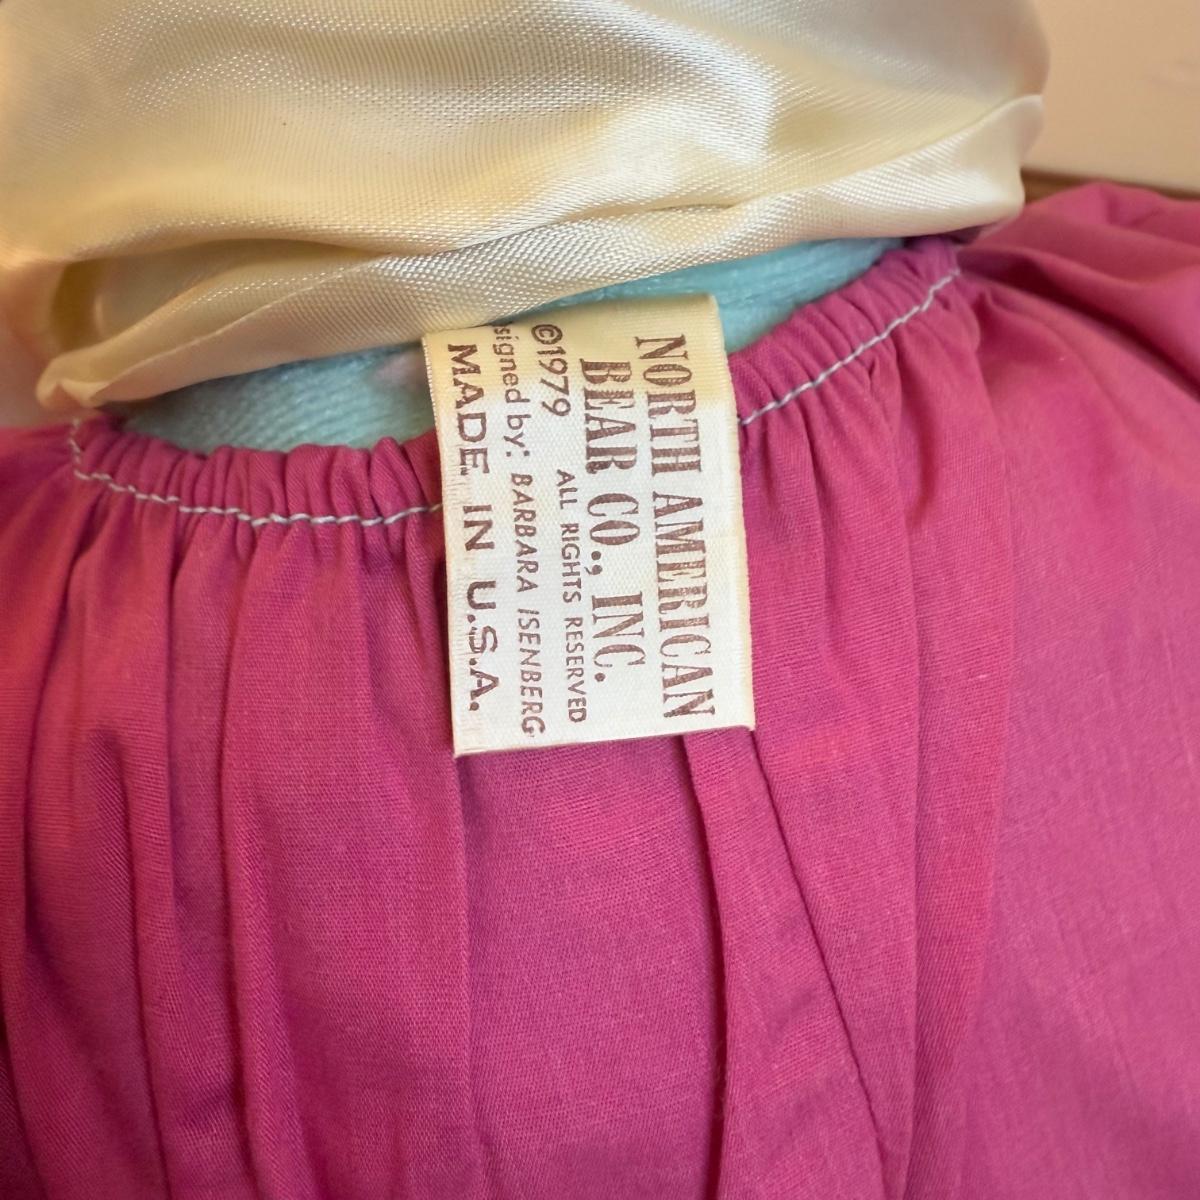 NORTH AMERICAN
BEAR CO., INC.
©1979 ALL RIGHTS RESERVED
signed by: BARBARA ISENBERG
MADE IN U.S.A.